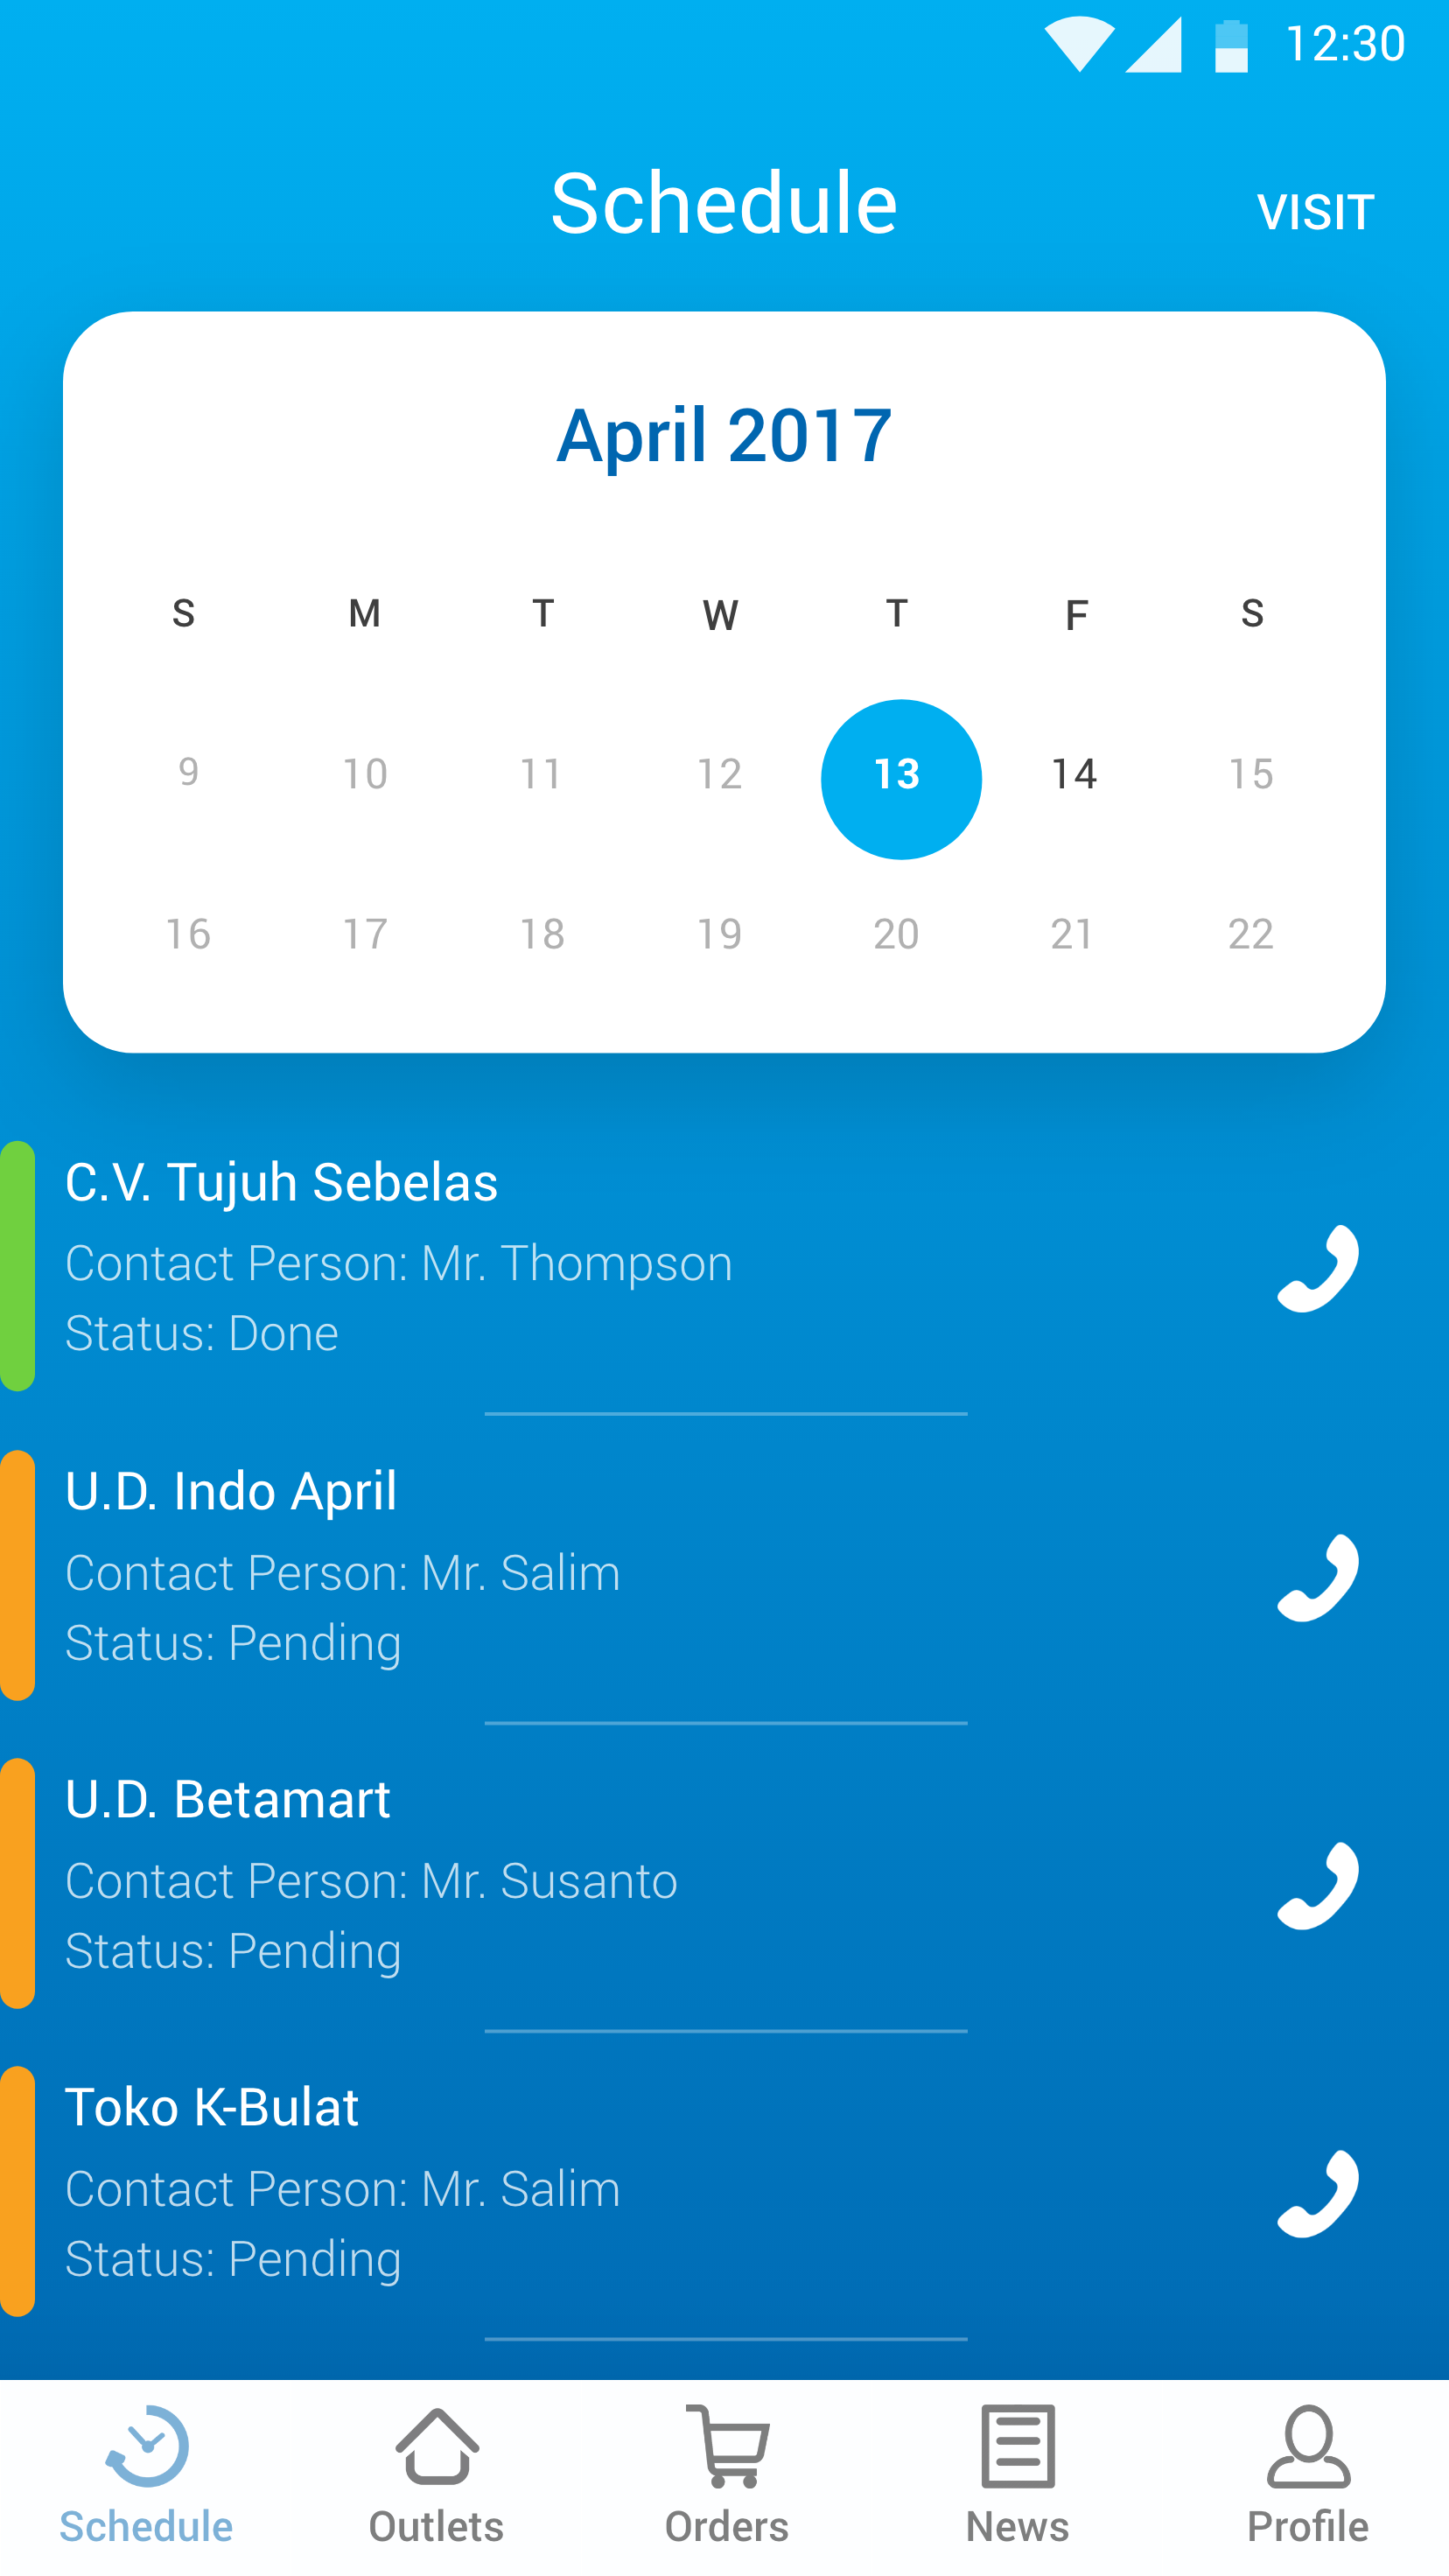 12:30
Schedule
VISIT
April 2017
S M T W T F S
9 10 11 12 13 14 15
16 17 18 19 20 21 22
C.V. Tujuh Sebelas
Contact Person: Mr. Thompson
Status: Done
U.D. Indo April
Contact Person: Mr. Salim
Status: Pending
U.D. Betamart
Contact Person: Mr. Susanto
Status: Pending
Toko K-Bulat
Contact Person: Mr. Salim
Status: Pending
Schedule Outlets Orders News Profile